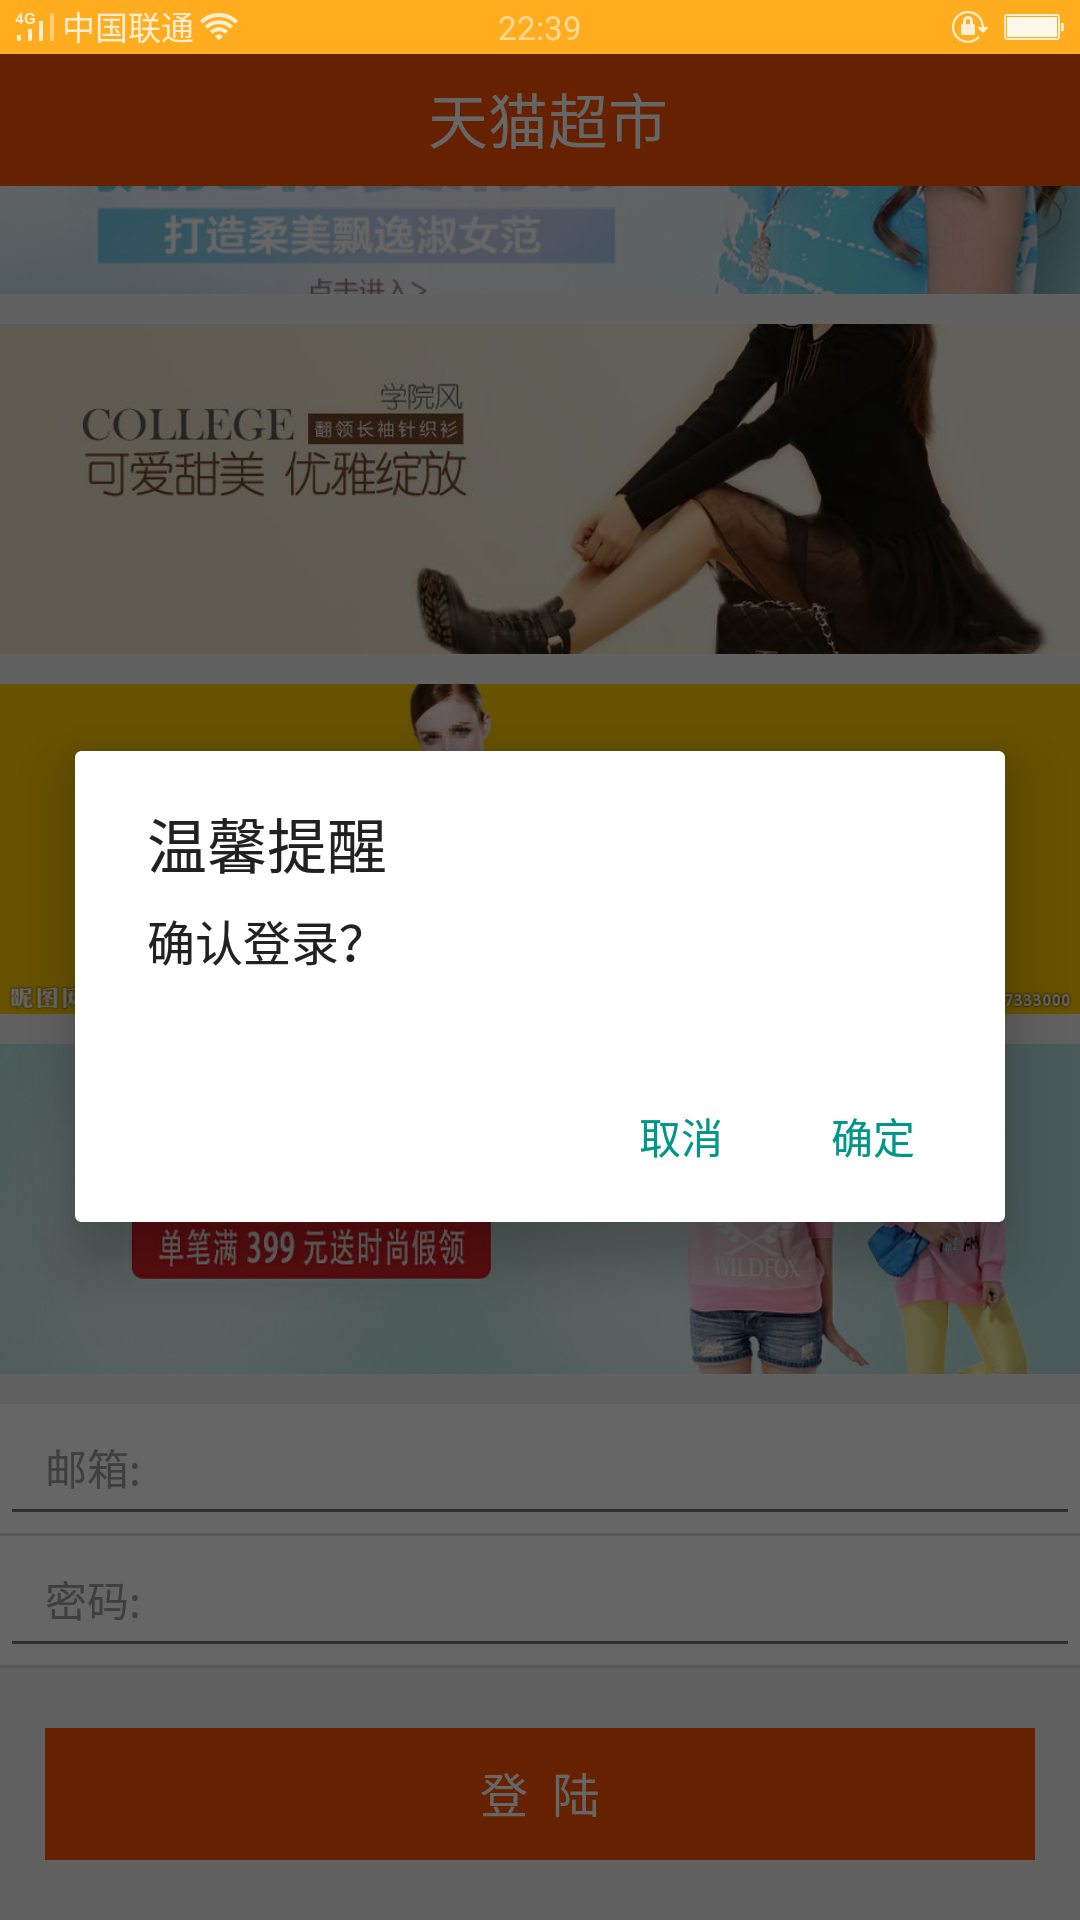 4G 中国联通 22:39
天猫超市
打造柔美飘逸淑女范
点击进入>
学院风
COLLEGE 翻领长袖针织衫
可爱甜美 优雅绽放
温馨提醒
确认登录?
昵图网
7333000
取消 确定
单笔满 399 元送时尚假领
WILDFOX
邮箱:
密码:
登 陆